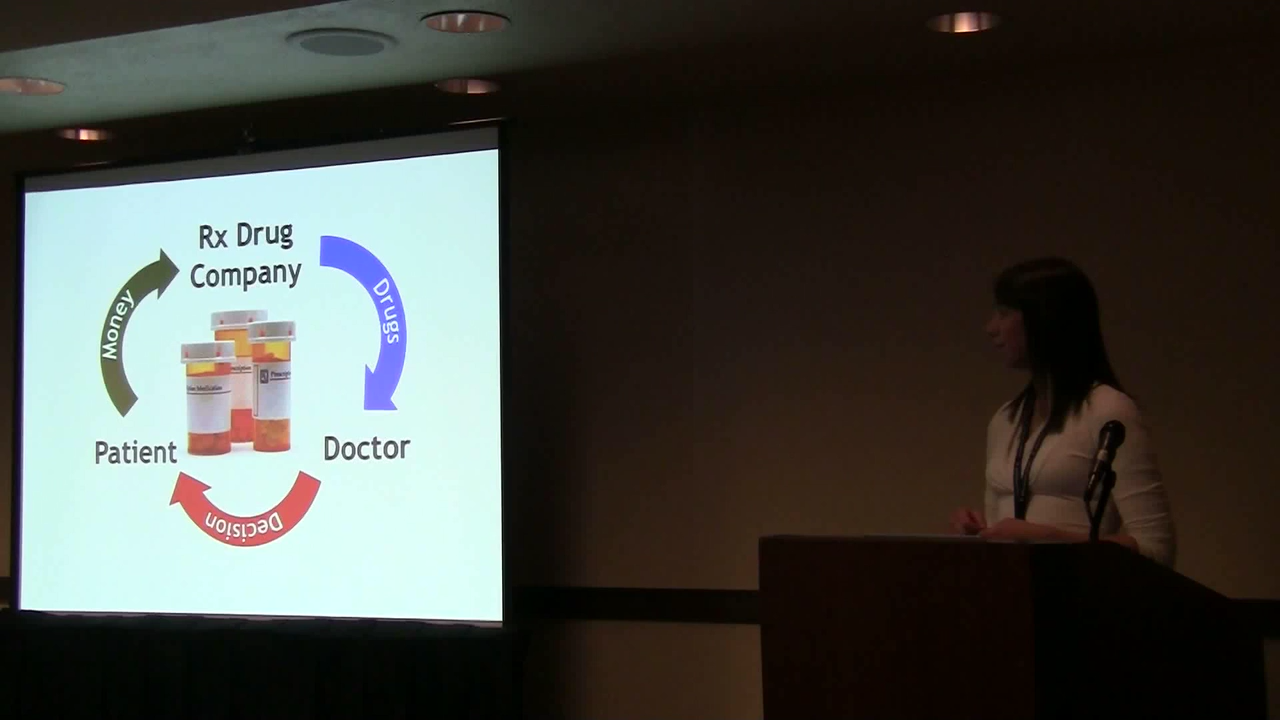 Rx Drug
Company
Money
Drugs
Patient
Doctor
Decision